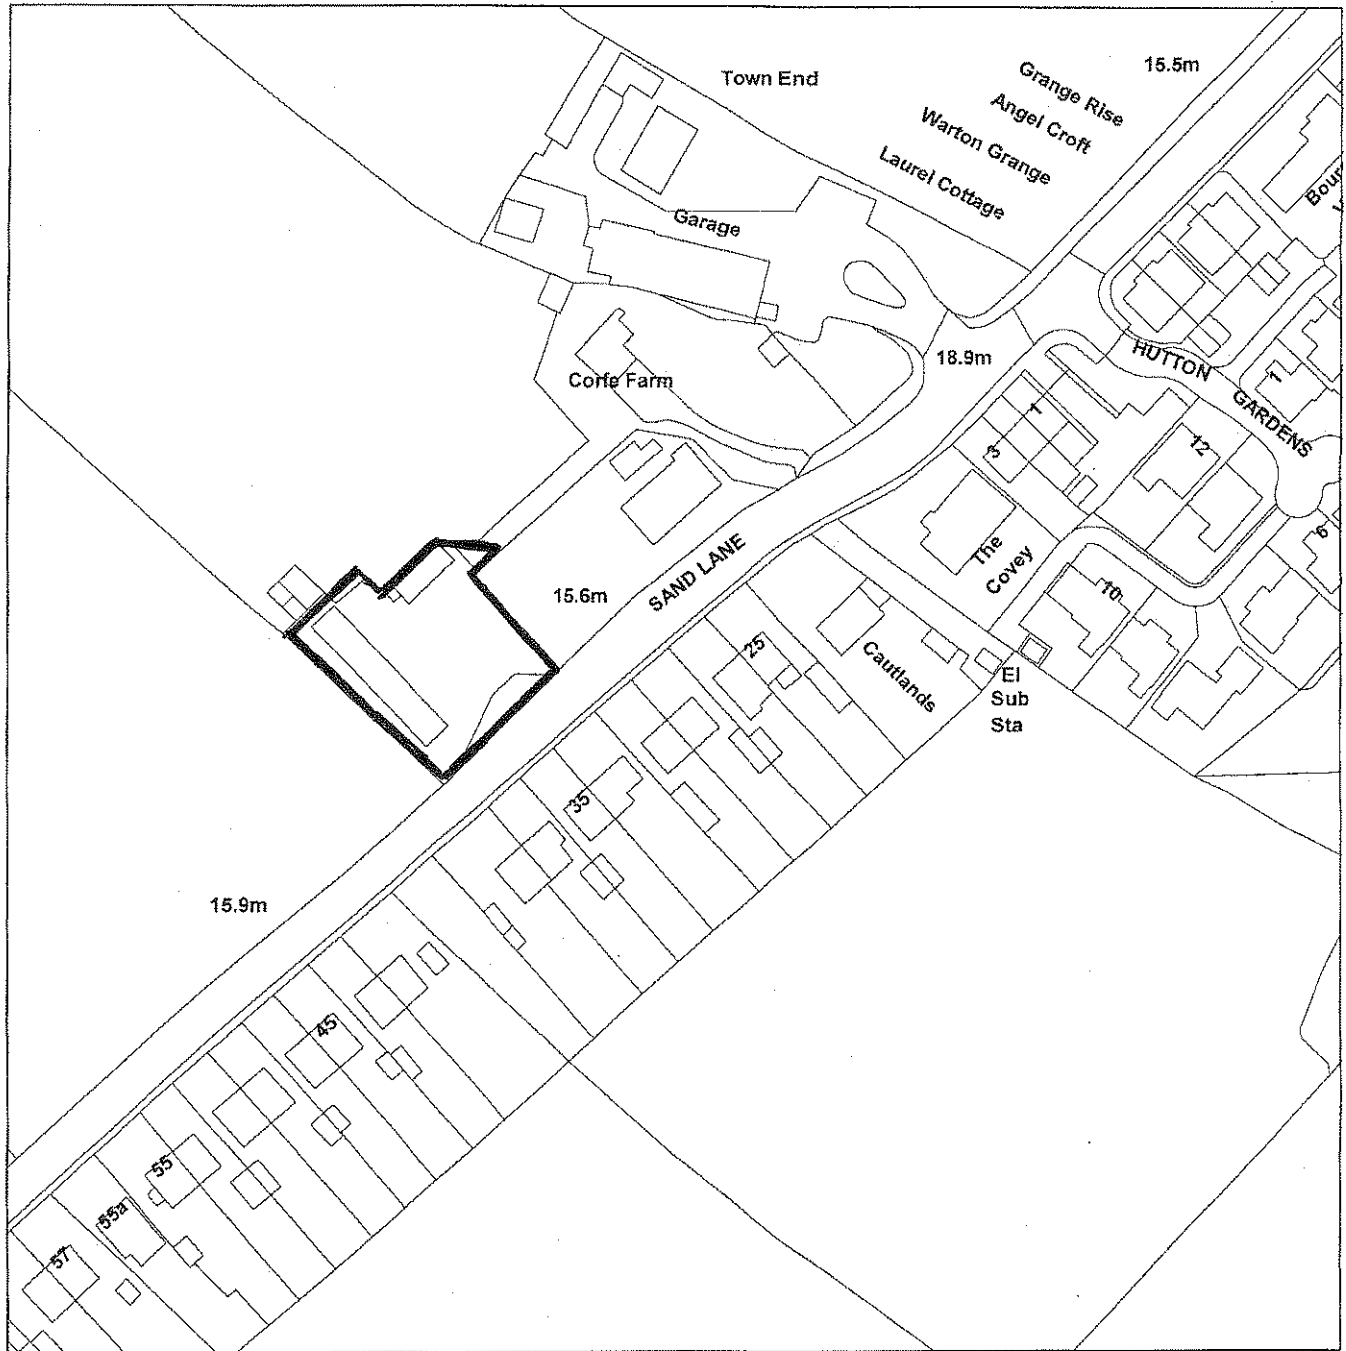 Town End
15.5m
Grange Rise
Angel Croft
Warton Grange
Laurel Cottage
Garage
18.9m
HUTTON
GARDENS
Corfe Farm
1
1
3
12
6
The
Covey
10
SAND LANE
15.6m
25
Cautlands
El
Sub
Sta
35
15.9m
45
55
55a
57